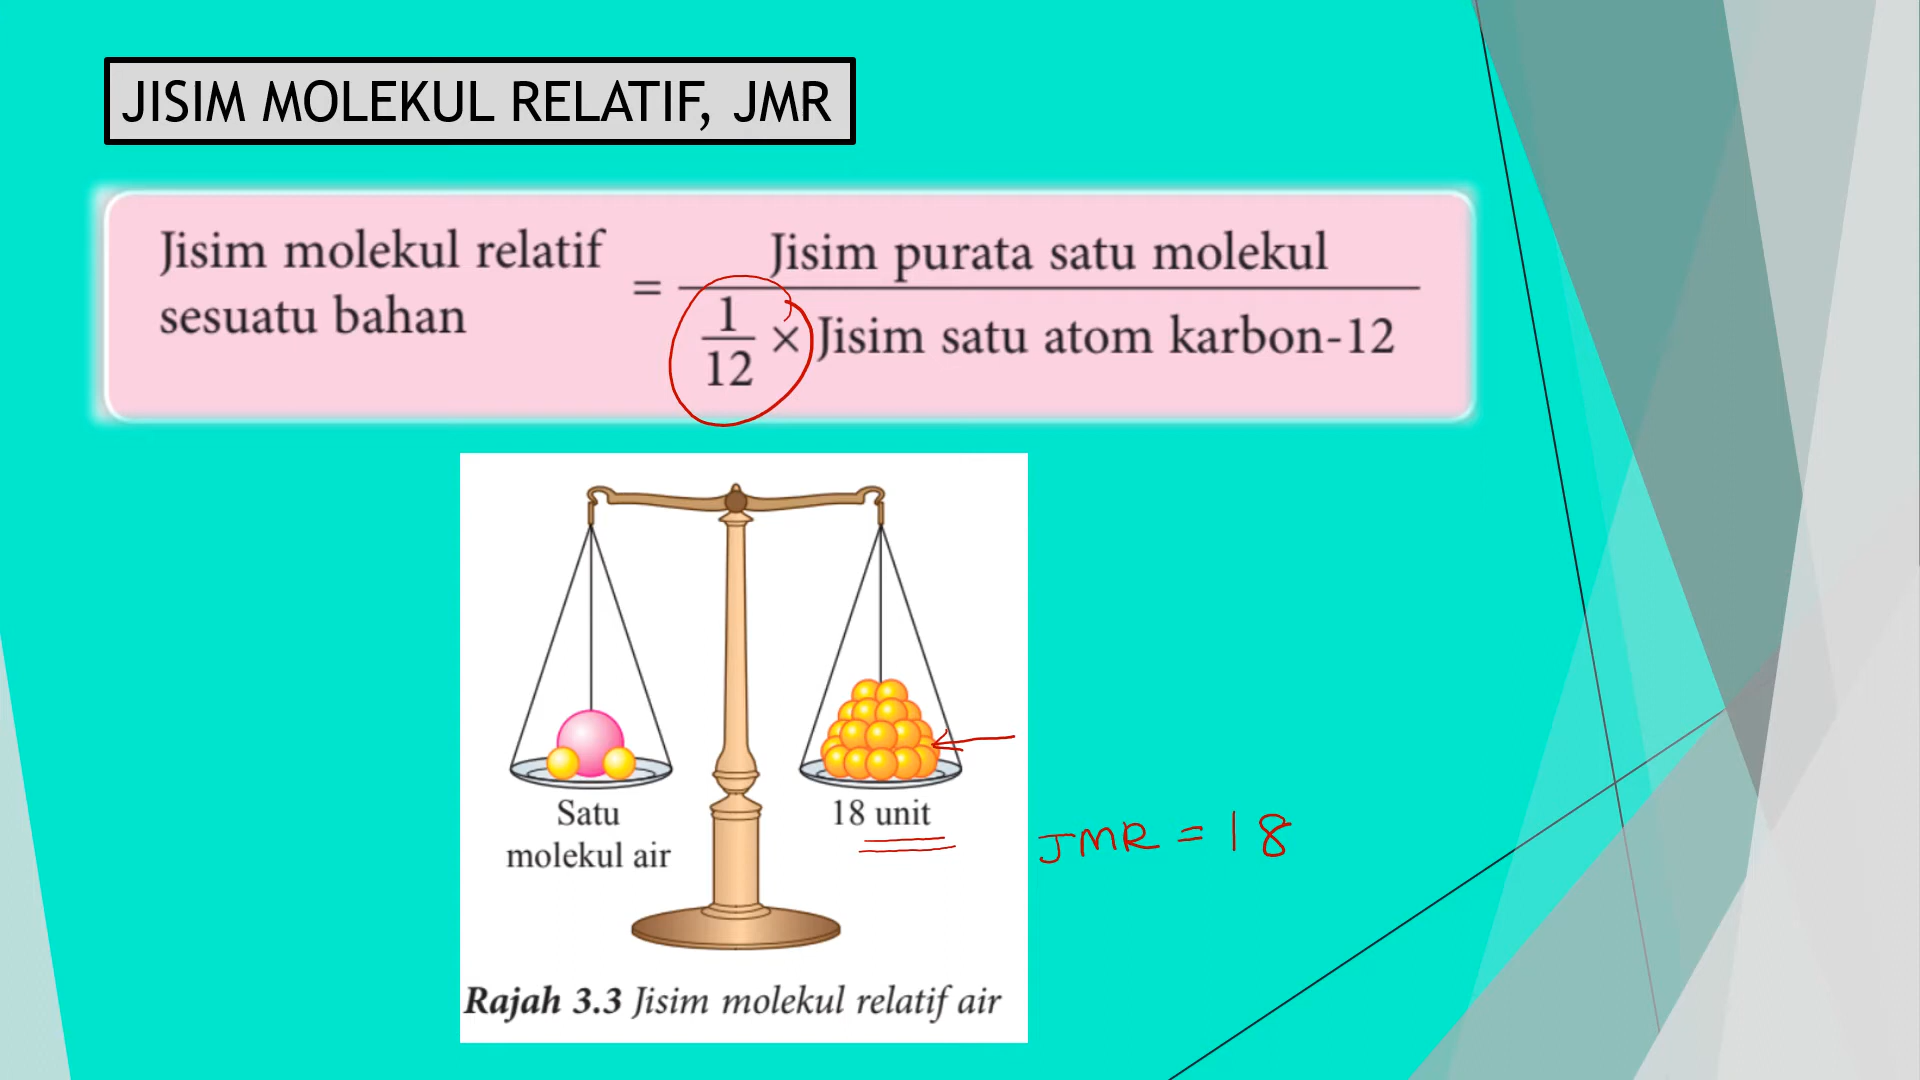 JISIM MOLEKUL RELATIF, JMR
Jisim molekul relatif
sesuatu bahan
=
Jisim purata satu molekul
1/12 × Jisim satu atom karbon-12
Satu
molekul air
18 unit
JMR = 18
Rajah 3.3 Jisim molekul relatif air